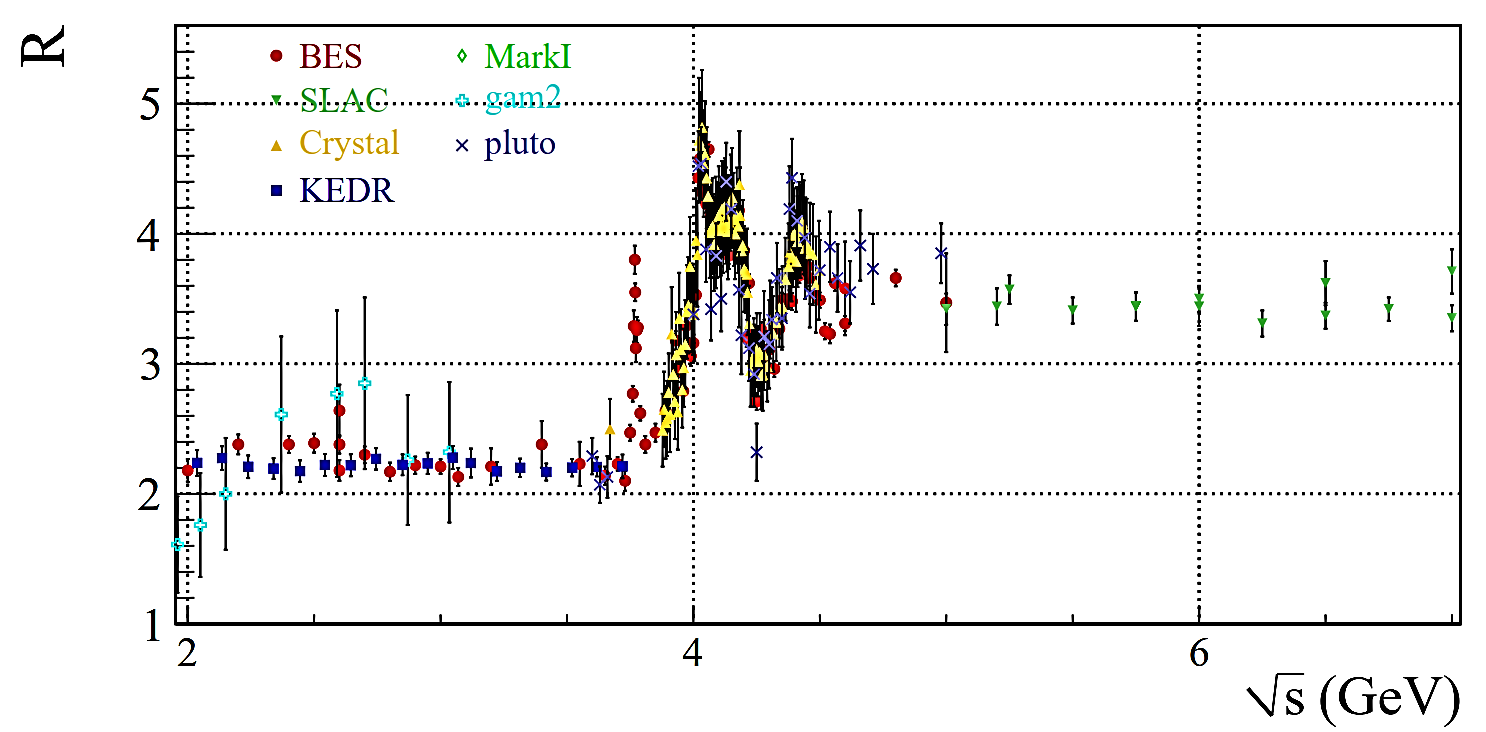 R
BES
MarkI
SLAC
gam2
Crystal
pluto
KEDR
5
4
3
2
1
2
4
6
√s (GeV)